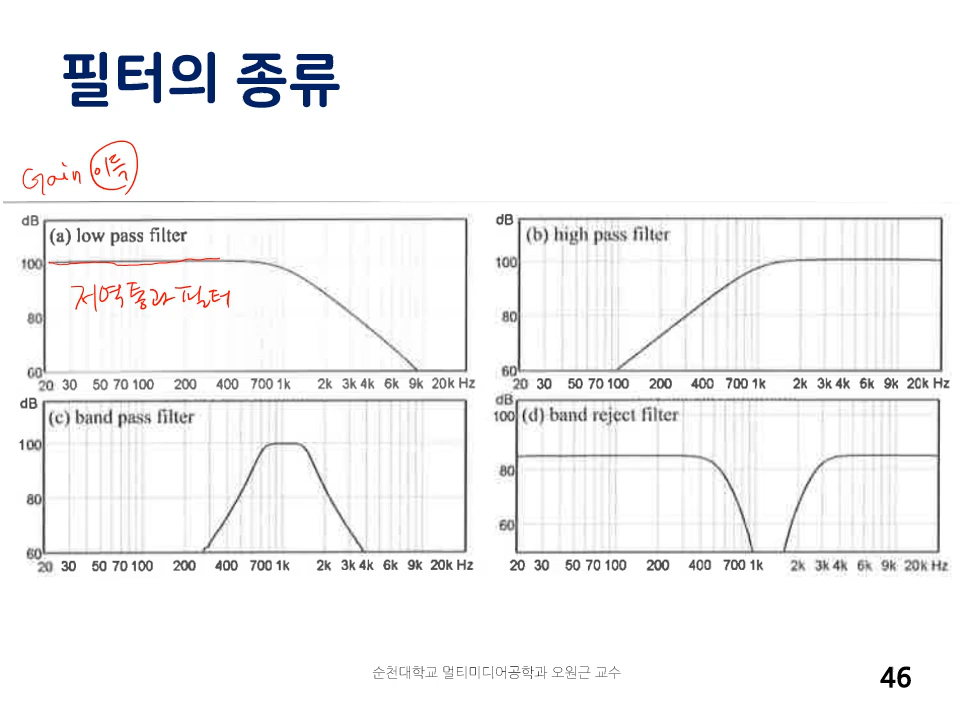 필터의 종류
Gain 이득
dB
(a) low pass filter
100
저역통과 필터
80
60
20 30 50 70 100 200 400 700 1k 2k 3k 4k 6k 9k 20k Hz
dB
(b) high pass filter
100
80
60
20 30 50 70 100 200 400 700 1k 2k 3k 4k 6k 9k 20k Hz
dB
(c) band pass filter
100
80
60
20 30 50 70 100 200 400 700 1k 2k 3k 4k 6k 9k 20k Hz
dB
100
(d) band reject filter
80
60
20 30 50 70 100 200 400 700 1k 2k 3k 4k 6k 9k 20k Hz
순천대학교 멀티미디어공학과 오원근 교수
46